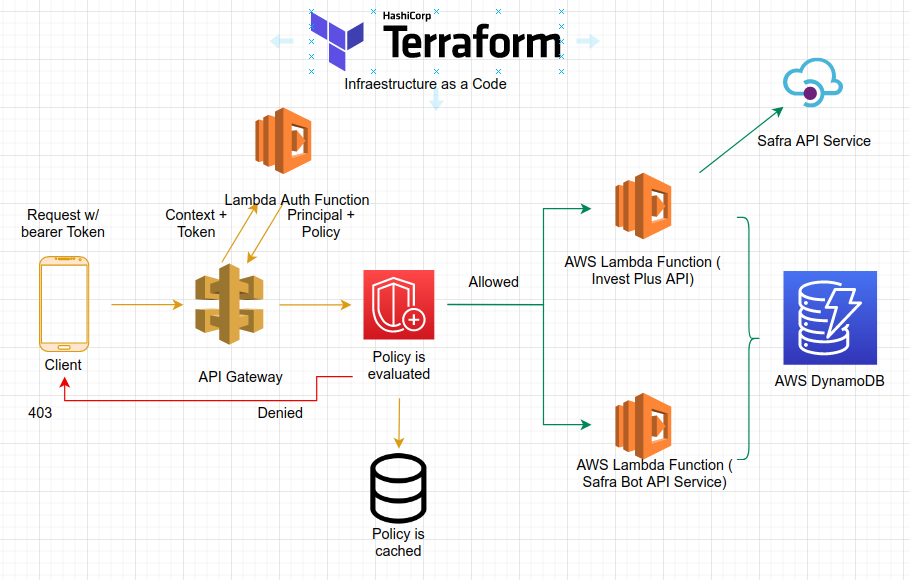 HashiCorp
Terraform
Infraestructure as a Code
Safra API Service
Lambda Auth Function
Request w/
bearer Token
Context +
Token
Principal +
Policy
AWS Lambda Function (
Invest Plus API)
Allowed
Client
API Gateway
Policy is
evaluated
AWS DynamoDB
403
Denied
AWS Lambda Function (
Safra Bot API Service)
Policy is
cached